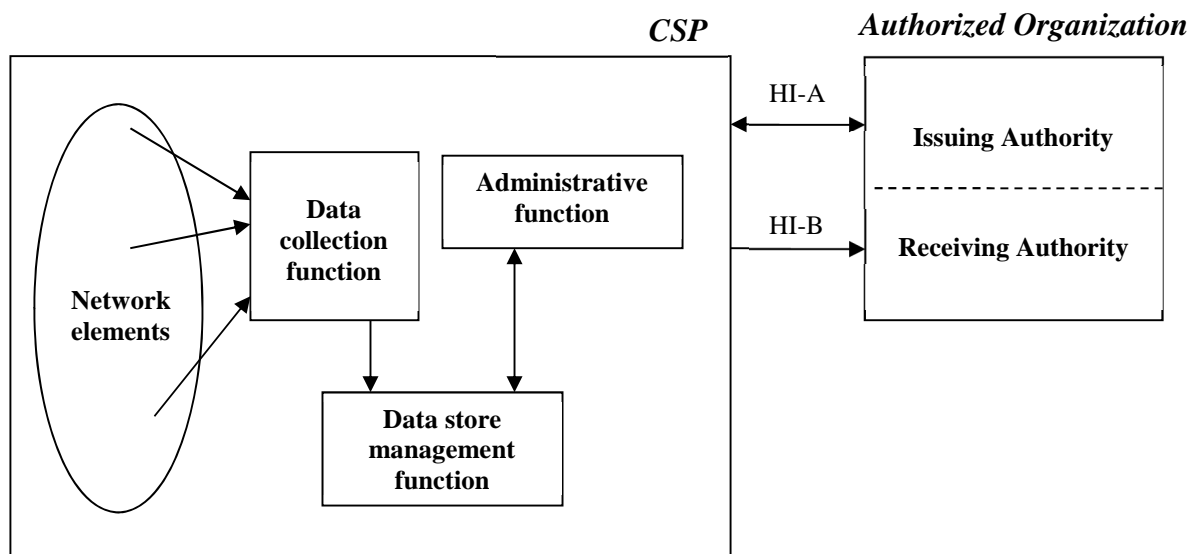 CSP
Authorized Organization
HI-A
Issuing Authority
Administrative
function
Data
collection
function
HI-B
Receiving Authority
Network
elements
Data store
management
function